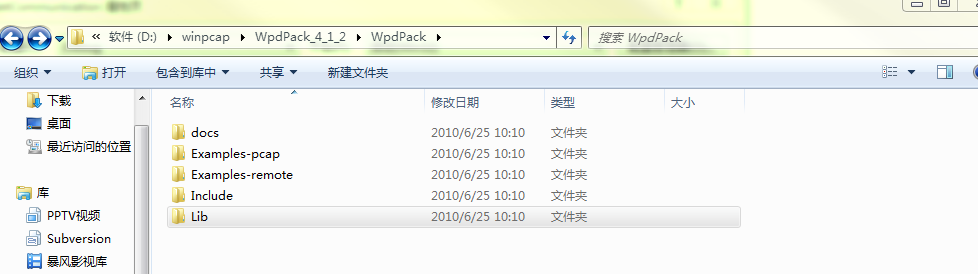 « 软件 (D:) ▸ winpcap ▸ WpdPack_4_1_2 ▸ WpdPack ▸ 搜索 WpdPack
组织 打开 包含到库中 共享 新建文件夹
下载
桌面
最近访问的位置
库
PPTV视频
Subversion
暴风影视库
名称 修改日期 类型 大小
docs 2010/6/25 10:10 文件夹
Examples-pcap 2010/6/25 10:10 文件夹
Examples-remote 2010/6/25 10:10 文件夹
Include 2010/6/25 10:10 文件夹
Lib 2010/6/25 10:10 文件夹